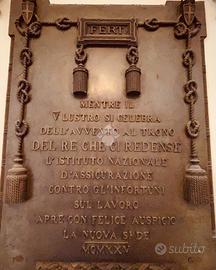 FERT
MENTRE IL
V LUSTRO SI CELEBRA
DELL'AVVENTO AL TRONO
DEL RE CHE CI REDENSE
L'ISTITUTO NAZIONALE
D'ASSICURAZIONE
CONTRO GL'INFORTUNI
SUL LAVORO
APRE CON FELICE AUSPICIO
LA NUOVA SEDE
MCMXXV
subito